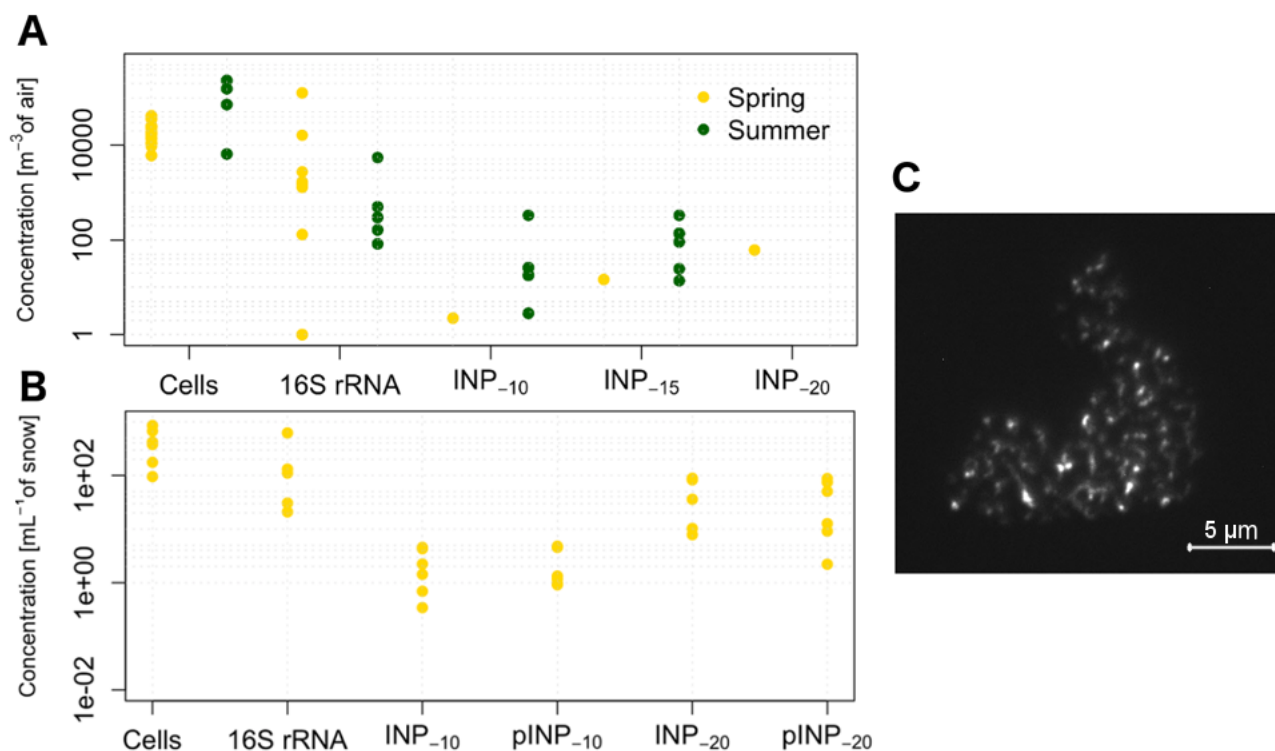 A
Concentration [m⁻³ of air]
10000
100
1
Spring
Summer
Cells
16S rRNA
INP₋₁₀
INP₋₁₅
INP₋₂₀
B
Concentration [mL⁻¹ of snow]
1e+02
1e+00
1e-02
Cells
16S rRNA
INP₋₁₀
pINP₋₁₀
INP₋₂₀
pINP₋₂₀
C
5 µm